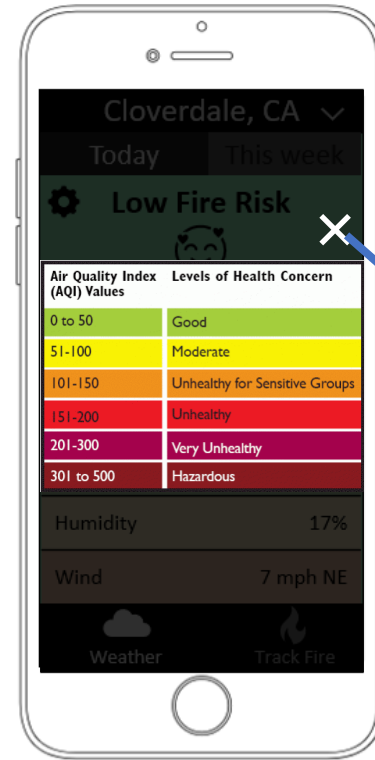 Cloverdale, CA
Today This week
Low Fire Risk
Air Quality Index Levels of Health Concern
(AQI) Values
0 to 50 Good
51-100 Moderate
101-150 Unhealthy for Sensitive Groups
151-200 Unhealthy
201-300 Very Unhealthy
301 to 500 Hazardous
Humidity 17%
Wind 7 mph NE
Weather Track Fire